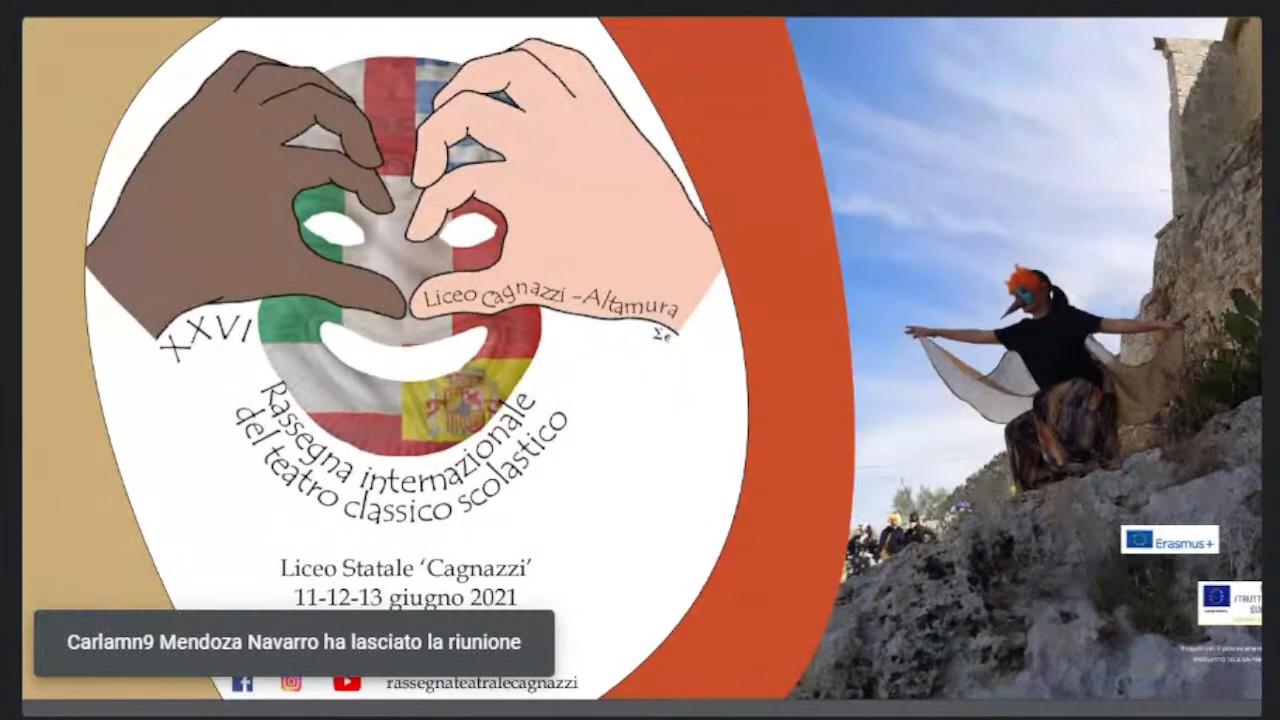 Liceo Cagnazzi -Altamura
Σε
XXVI
Rassegna internazionale
del teatro classico scolastico
Liceo Statale ‘Cagnazzi’
11-12-13 giugno 2021
Carlamn9 Mendoza Navarro ha lasciato la riunione
rassegnateatralecagnazzi
Erasmus+